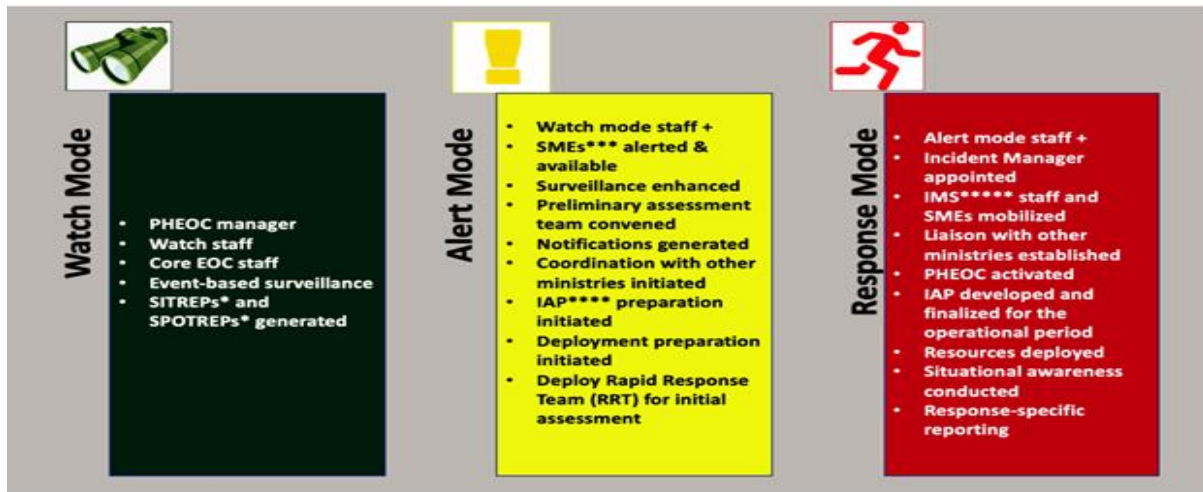 Watch Mode
• PHEOC manager
• Watch staff
• Core EOC staff
• Event-based surveillance
• SITREPs* and
SPOTREPs* generated
Alert Mode
• Watch mode staff +
• SMEs*** alerted &
available
• Surveillance enhanced
• Preliminary assessment
team convened
• Notifications generated
• Coordination with other
ministries initiated
• IAP**** preparation
initiated
• Deployment preparation
initiated
• Deploy Rapid Response
Team (RRT) for initial
assessment
Response Mode
• Alert mode staff +
• Incident Manager
appointed
• IMS***** staff and
SMEs mobilized
• Liaison with other
ministries established
• PHEOC activated
• IAP developed and
finalized for the
operational period
• Resources deployed
• Situational awareness
conducted
• Response-specific
reporting